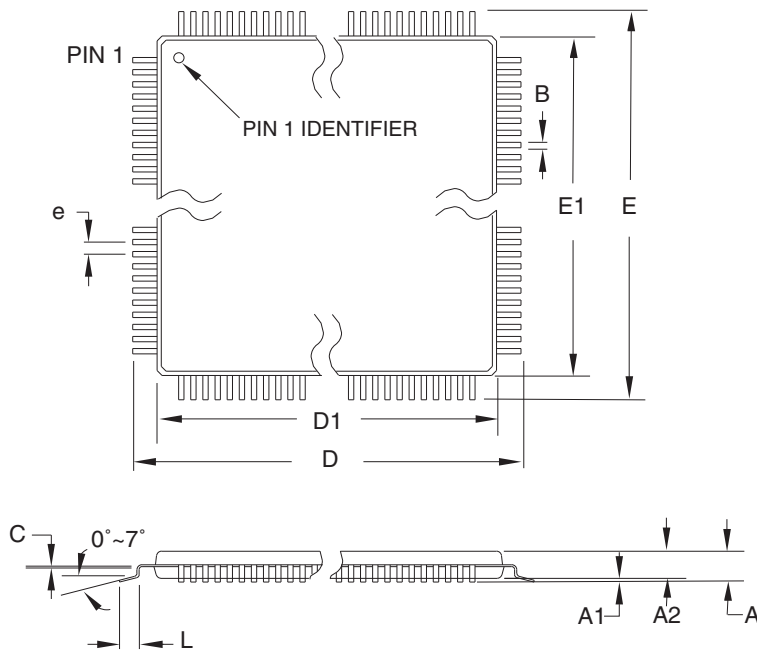 PIN 1
PIN 1 IDENTIFIER
B
e
E1
E
D1
D
C
0°~7°
L
A1
A2
A